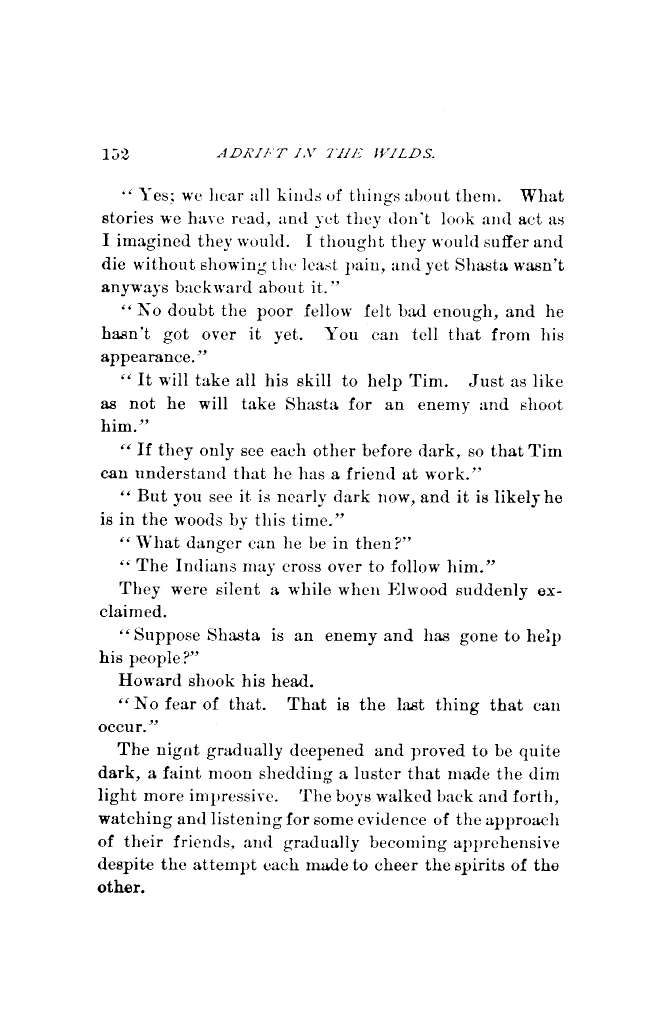 152 ADRIFT IN THE WILDS.
“ Yes; we hear all kinds of things about them. What
stories we have read, and yet they don't look and act as
I imagined they would. I thought they would suffer and
die without showing the least pain, and yet Shasta wasn't
anyways backward about it.”
“ No doubt the poor fellow felt bad enough, and he
hasn't got over it yet. You can tell that from his
appearance.”
“ It will take all his skill to help Tim. Just as like
as not he will take Shasta for an enemy and shoot
him.”
“ If they only see each other before dark, so that Tim
can understand that he has a friend at work.”
“ But you see it is nearly dark now, and it is likely he
is in the woods by this time.”
“ What danger can he be in then?”
“ The Indians may cross over to follow him.”
They were silent a while when Elwood suddenly ex-
claimed.
“ Suppose Shasta is an enemy and has gone to help
his people?”
Howard shook his head.
“ No fear of that. That is the last thing that can
occur.”
The night gradually deepened and proved to be quite
dark, a faint moon shedding a luster that made the dim
light more impressive. The boys walked back and forth,
watching and listening for some evidence of the approach
of their friends, and gradually becoming apprehensive
despite the attempt each made to cheer the spirits of the
other.